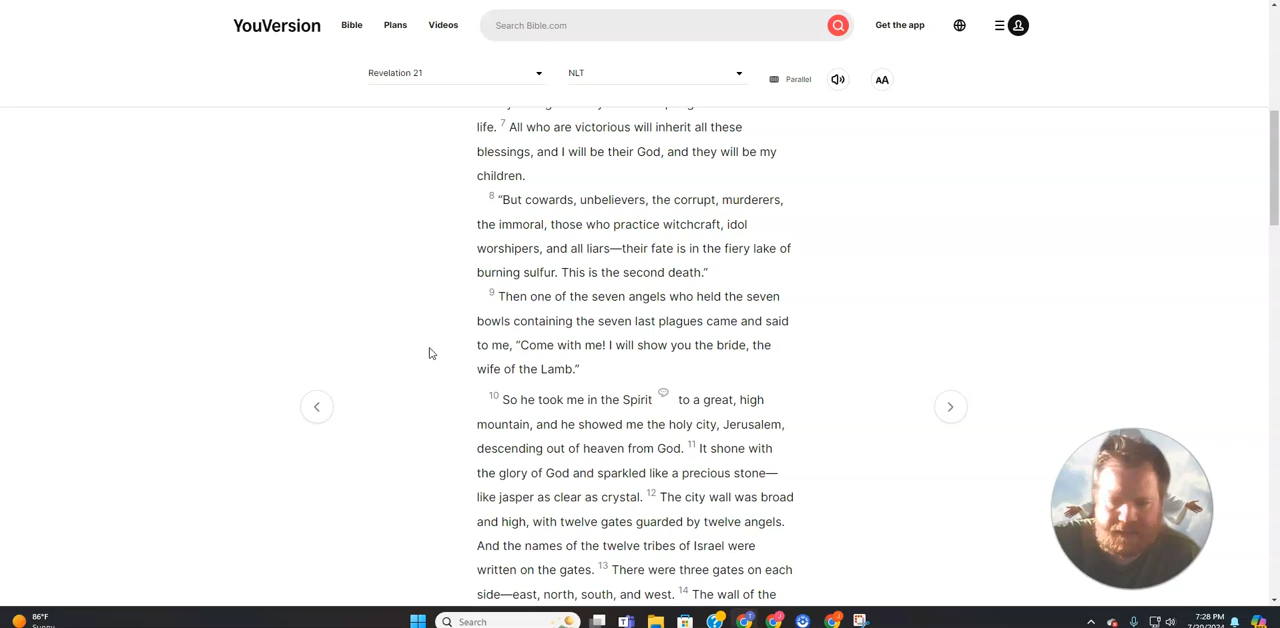 YouVersion Bible Plans Videos Search Bible.com Get the app
Revelation 21 NLT Parallel AA
life. 7 All who are victorious will inherit all these
blessings, and I will be their God, and they will be my
children.
8 “But cowards, unbelievers, the corrupt, murderers,
the immoral, those who practice witchcraft, idol
worshipers, and all liars—their fate is in the fiery lake of
burning sulfur. This is the second death.”
9 Then one of the seven angels who held the seven
bowls containing the seven last plagues came and said
to me, “Come with me! I will show you the bride, the
wife of the Lamb.”
10 So he took me in the Spirit to a great, high
mountain, and he showed me the holy city, Jerusalem,
descending out of heaven from God. 11 It shone with
the glory of God and sparkled like a precious stone—
like jasper as clear as crystal. 12 The city wall was broad
and high, with twelve gates guarded by twelve angels.
And the names of the twelve tribes of Israel were
written on the gates. 13 There were three gates on each
side—east, north, south, and west. 14 The wall of the
86°F
Sunny
Search
7:28 PM